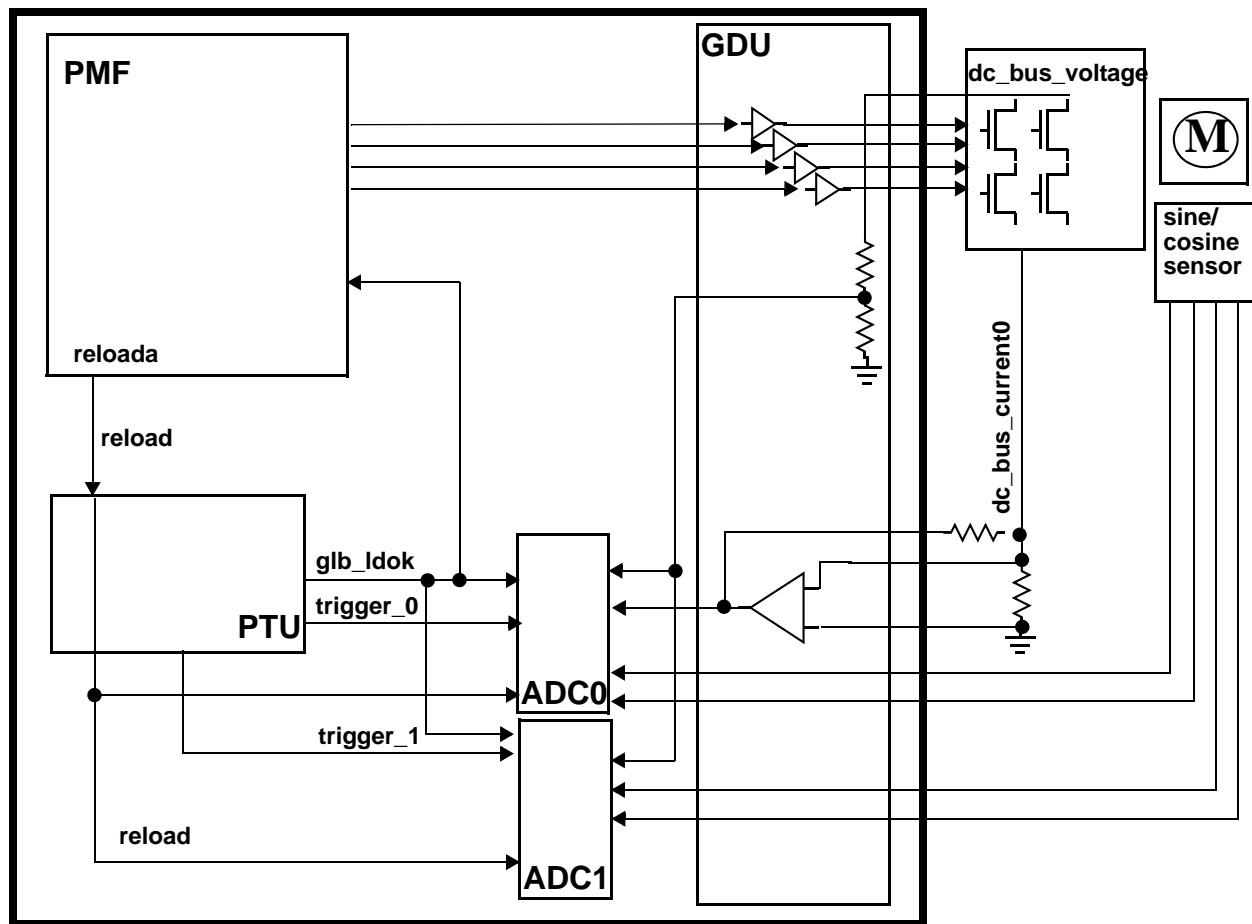 GDU
PMF
dc_bus_voltage
M
sine/
cosine
sensor
reloada
dc_bus_current0
reload
glb_ldok
trigger_0
PTU
ADC0
trigger_1
reload
ADC1